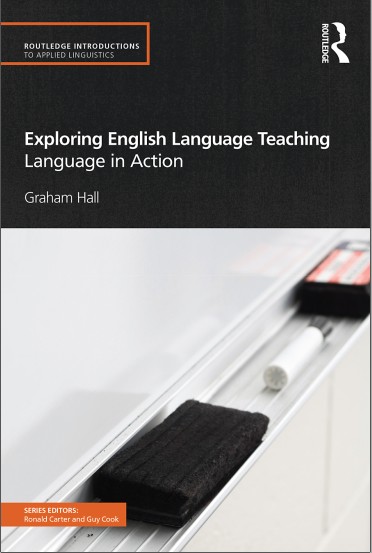 ROUTLEDGE INTRODUCTIONS
TO APPLIED LINGUISTICS
ROUTLEDGE
Exploring English Language Teaching
Language in Action
Graham Hall
SERIES EDITORS:
Ronald Carter and Guy Cook